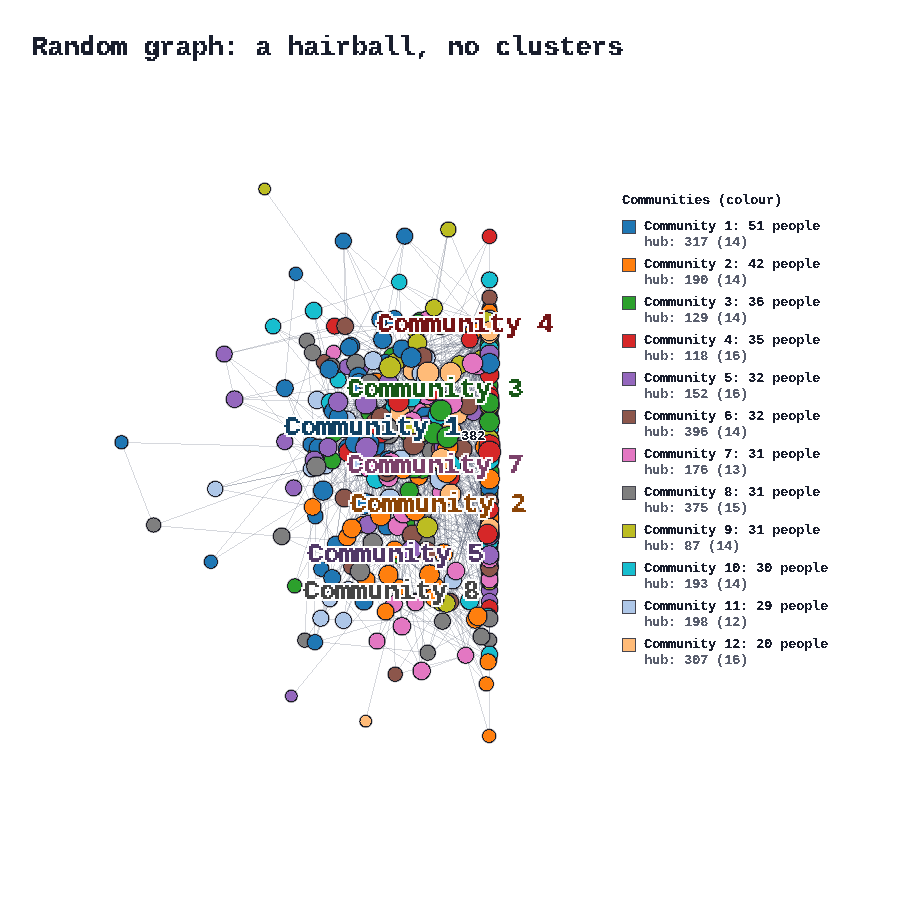 Random graph: a hairball, no clusters
Community 4
Community 3
Community 1
382
Community 7
Community 2
Community 5
Community 8
Communities (colour)
Community 1: 51 people
hub: 317 (14)
Community 2: 42 people
hub: 190 (14)
Community 3: 36 people
hub: 129 (14)
Community 4: 35 people
hub: 118 (16)
Community 5: 32 people
hub: 152 (16)
Community 6: 32 people
hub: 396 (14)
Community 7: 31 people
hub: 176 (13)
Community 8: 31 people
hub: 375 (15)
Community 9: 31 people
hub: 87 (14)
Community 10: 30 people
hub: 193 (14)
Community 11: 29 people
hub: 198 (12)
Community 12: 20 people
hub: 307 (16)